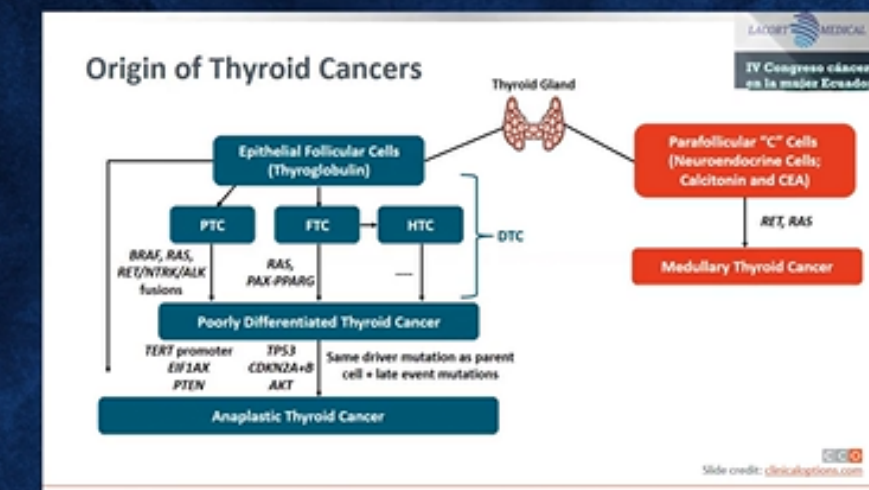 LACORT MEDICAL
IV Congreso cáncer
en la mujer Ecuador
Origin of Thyroid Cancers
Thyroid Gland
Epithelial Follicular Cells
(Thyroglobulin)
Parafollicular "C" Cells
(Neuroendocrine Cells;
Calcitonin and CEA)
PTC
FTC
HTC
DTC
RET, RAS
BRAF, RAS,
RET/NTRK/ALK
fusions
RAS,
PAX-PPARG
----
Medullary Thyroid Cancer
Poorly Differentiated Thyroid Cancer
TERT promoter
EIF1AX
PTEN
TP53
CDKN2A+B
AKT
Same driver mutation as parent
cell + late event mutations
Anaplastic Thyroid Cancer
CCO
Slide credit: clinicaloptions.com